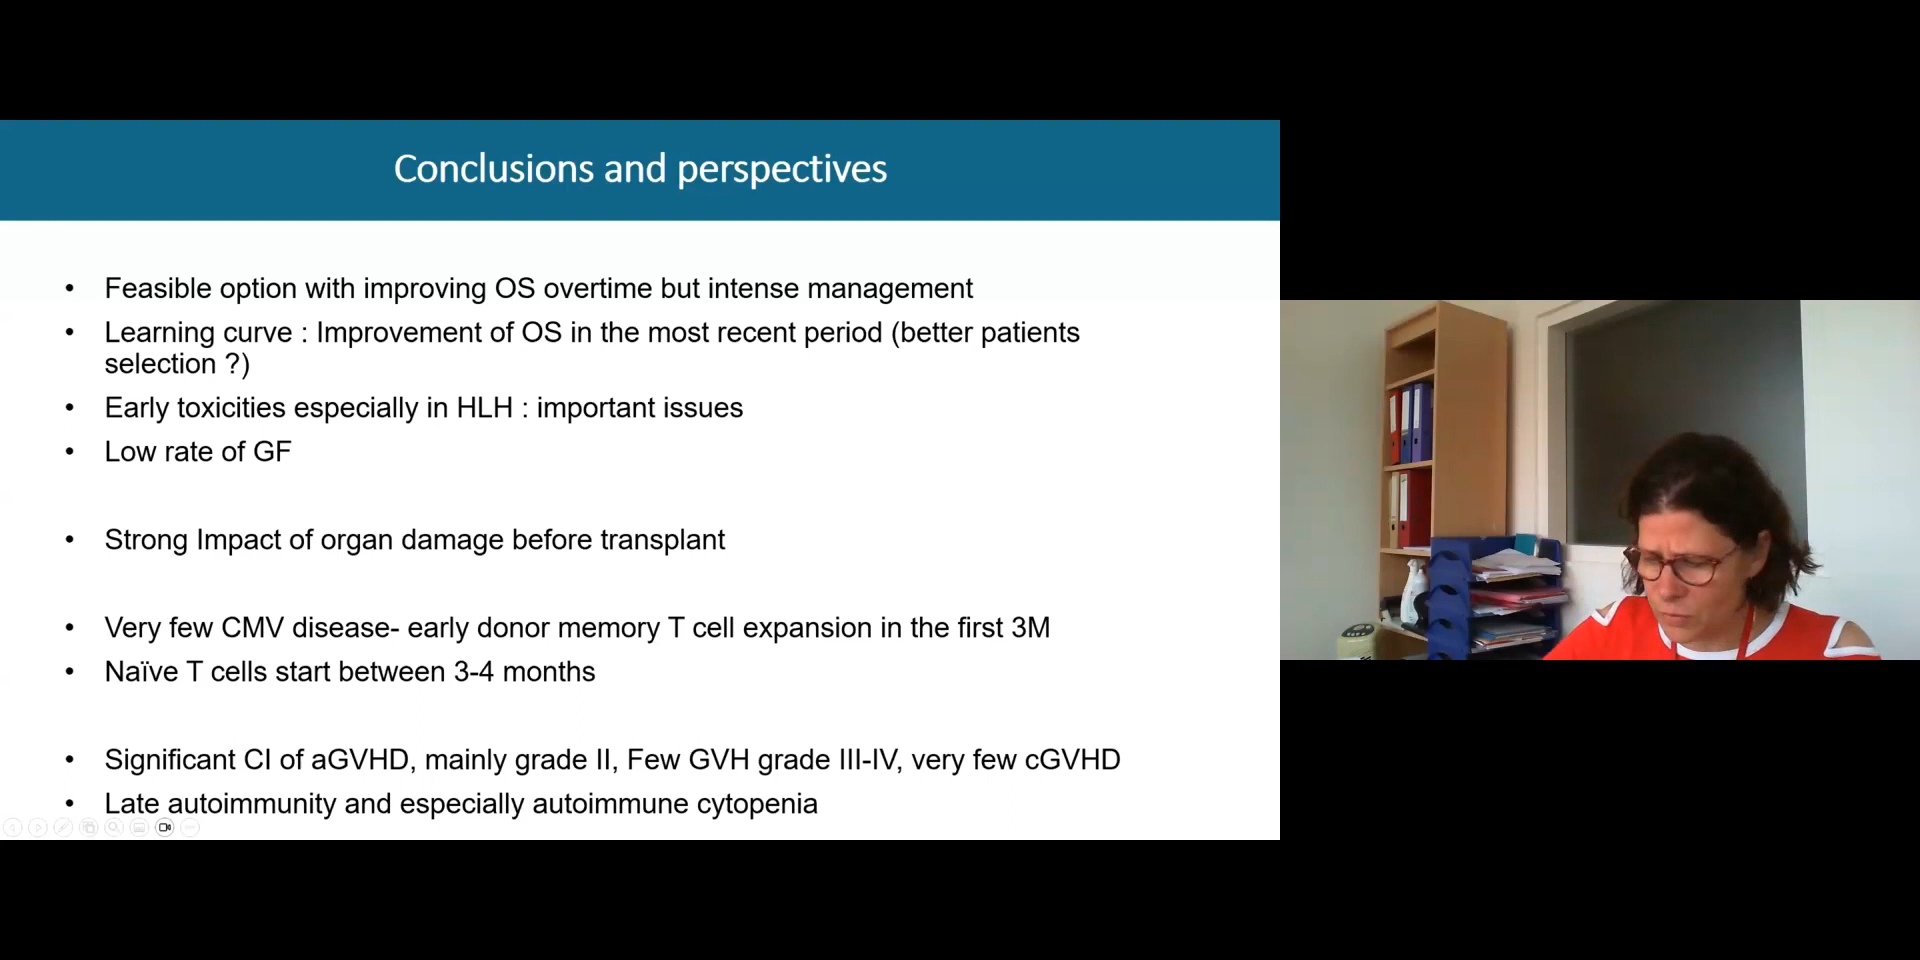 Conclusions and perspectives
• Feasible option with improving OS overtime but intense management
• Learning curve : Improvement of OS in the most recent period (better patients
selection ?)
• Early toxicities especially in HLH : important issues
• Low rate of GF
• Strong Impact of organ damage before transplant
• Very few CMV disease- early donor memory T cell expansion in the first 3M
• Naïve T cells start between 3-4 months
• Significant CI of aGVHD, mainly grade II, Few GVH grade III-IV, very few cGVHD
• Late autoimmunity and especially autoimmune cytopenia